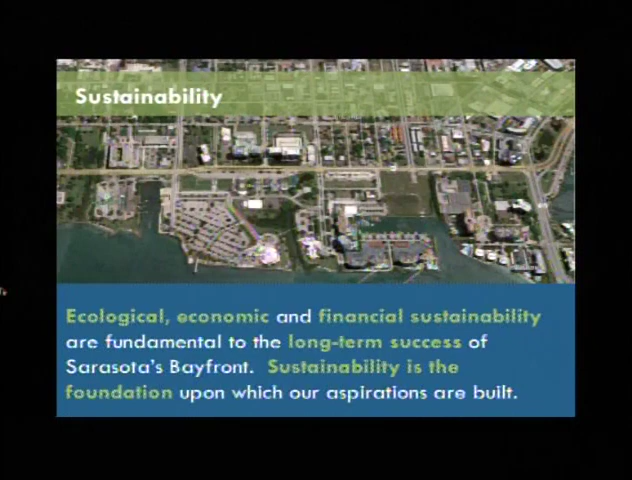 Sustainability
Ecological, economic and financial sustainability
are fundamental to the long-term success of
Sarasota's Bayfront. Sustainability is the
foundation upon which our aspirations are built.